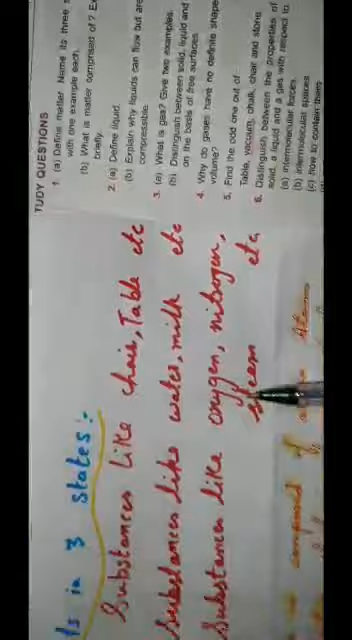 TUDY QUESTIONS
1. (a) Define matter. Name its three
with one example each.
(b) What is matter comprised of?
briefly.
2. (a) Define liquid.
(b) Explain why liquids can flow but are
compressible.
3. (a) What is gas? Give two examples.
(b) Distinguish between solid, liquid and
on the basis of free surfaces.
4. Why do gases have no definite shape
volume?
5. Find the odd one out of
Table, vacuum, chalk, chair and stone
6. Distinguish between the properties of
solid, a liquid and a gas with respect to
(a) intermolecular forces
(b) intermolecular spaces
(c) how to contain them
ts in 3 states:-
Substances like chair, Table etc
Substances like water, milk etc
Substances like oxygen, nitrogen,
steam etc